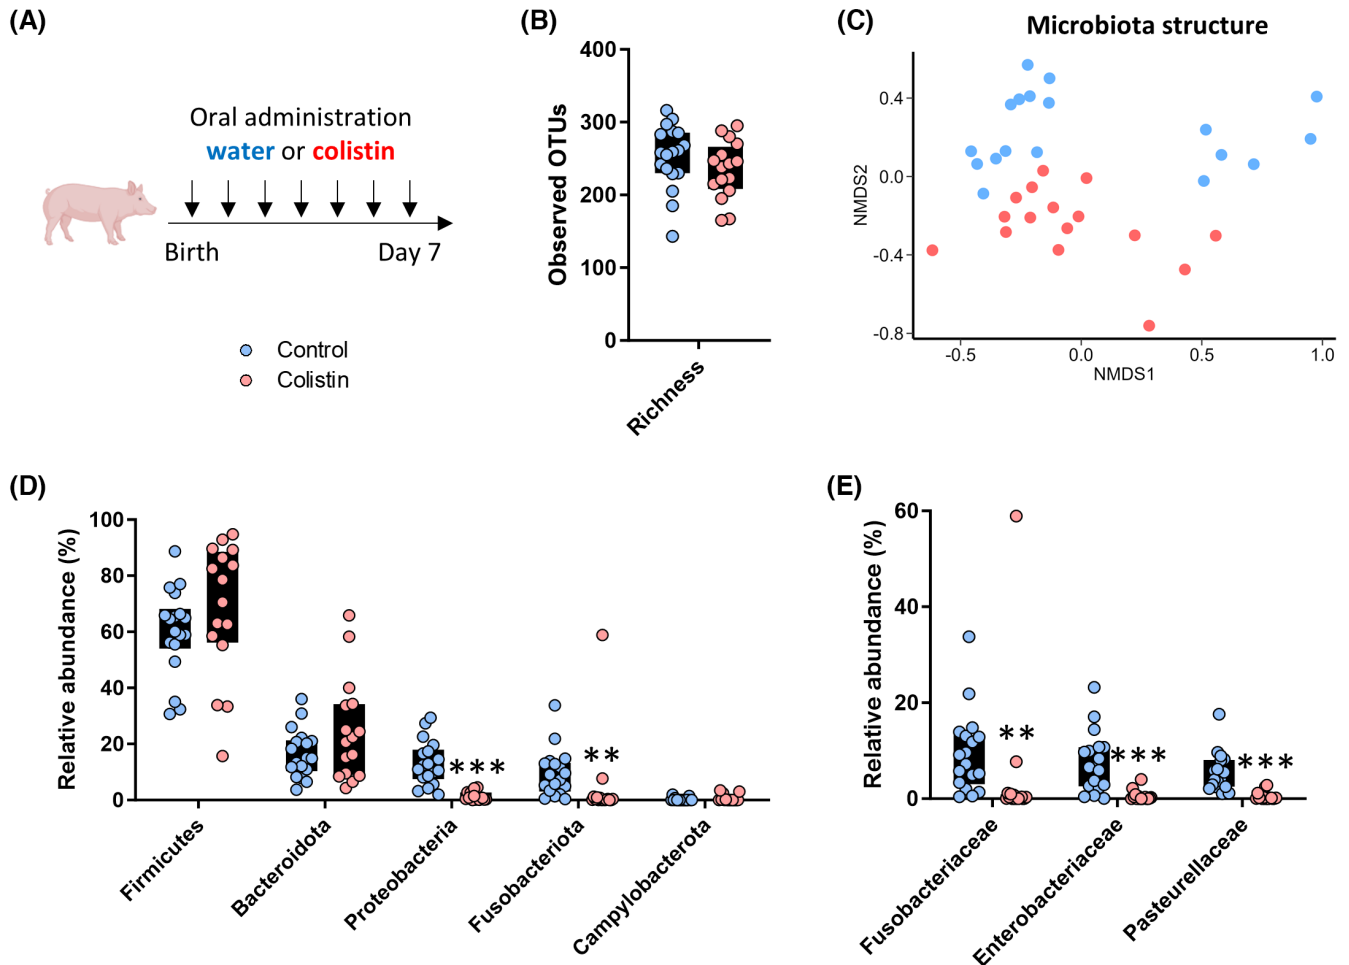 (A)
Oral administration
water or colistin
Birth
Day 7
Control
Colistin
(B)
Observed OTUs
400
300
200
100
0
Richness
(C)
Microbiota structure
NMDS2
0.4
0.0
-0.4
-0.8
-0.5
0.0
0.5
1.0
NMDS1
(D)
Relative abundance (%)
100
80
60
40
20
0
***
**
Firmicutes
Bacteroidota
Proteobacteria
Fusobacteriota
Campylobacterota
(E)
Relative abundance (%)
60
40
20
0
**
***
***
Fusobacteriaceae
Enterobacteriaceae
Pasteurellaceae